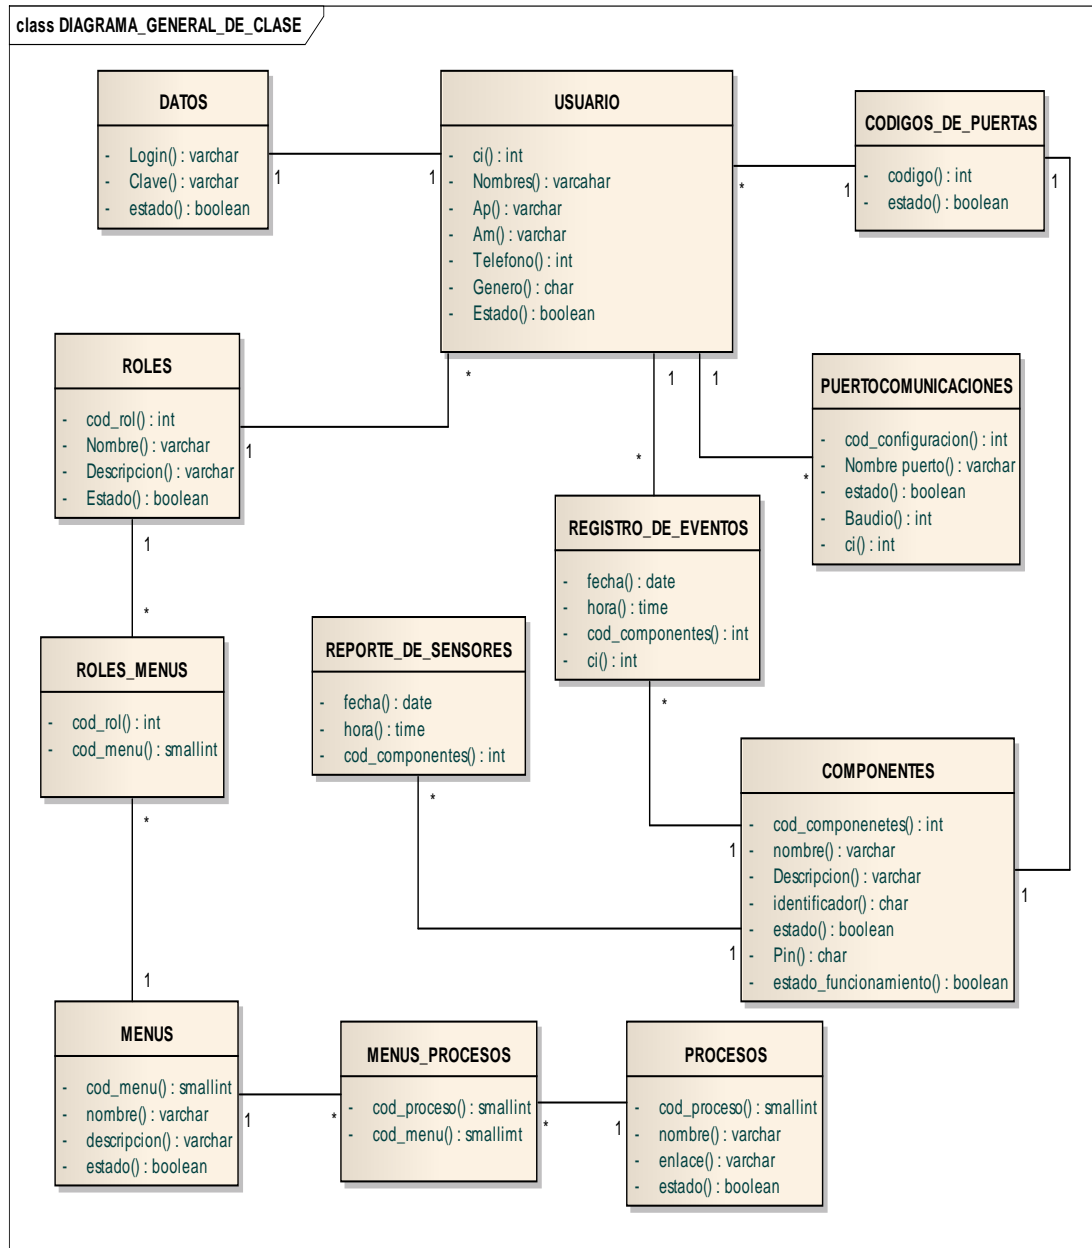 class DIAGRAMA_GENERAL_DE_CLASE
DATOS
- Login() : varchar
- Clave() : varchar
- estado() : boolean
1
1
USUARIO
- ci() : int
- Nombres() : varcahar
- Ap() : varchar
- Am() : varchar
- Telefono() : int
- Genero() : char
- Estado() : boolean
*
1
CODIGOS_DE_PUERTAS
- codigo() : int
- estado() : boolean
1
ROLES
- cod_rol() : int
- Nombre() : varchar
- Descripcion() : varchar
- Estado() : boolean
1
*
1
1
*
*
PUERTOCOMUNICACIONES
- cod_configuracion() : int
- Nombre puerto() : varchar
- estado() : boolean
- Baudio() : int
- ci() : int
REGISTRO_DE_EVENTOS
- fecha() : date
- hora() : time
- cod_componentes() : int
- ci() : int
*
1
*
ROLES_MENUS
- cod_rol() : int
- cod_menu() : smallint
*
REPORTE_DE_SENSORES
- fecha() : date
- hora() : time
- cod_componentes() : int
*
COMPONENTES
- cod_componenetes() : int
- nombre() : varchar
- Descripcion() : varchar
- identificador() : char
- estado() : boolean
- Pin() : char
- estado_funcionamiento() : boolean
1
1
1
1
MENUS
- cod_menu() : smallint
- nombre() : varchar
- descripcion() : varchar
- estado() : boolean
1
*
MENUS_PROCESOS
- cod_proceso() : smallint
- cod_menu() : smallimt
*
1
PROCESOS
- cod_proceso() : smallint
- nombre() : varchar
- enlace() : varchar
- estado() : boolean